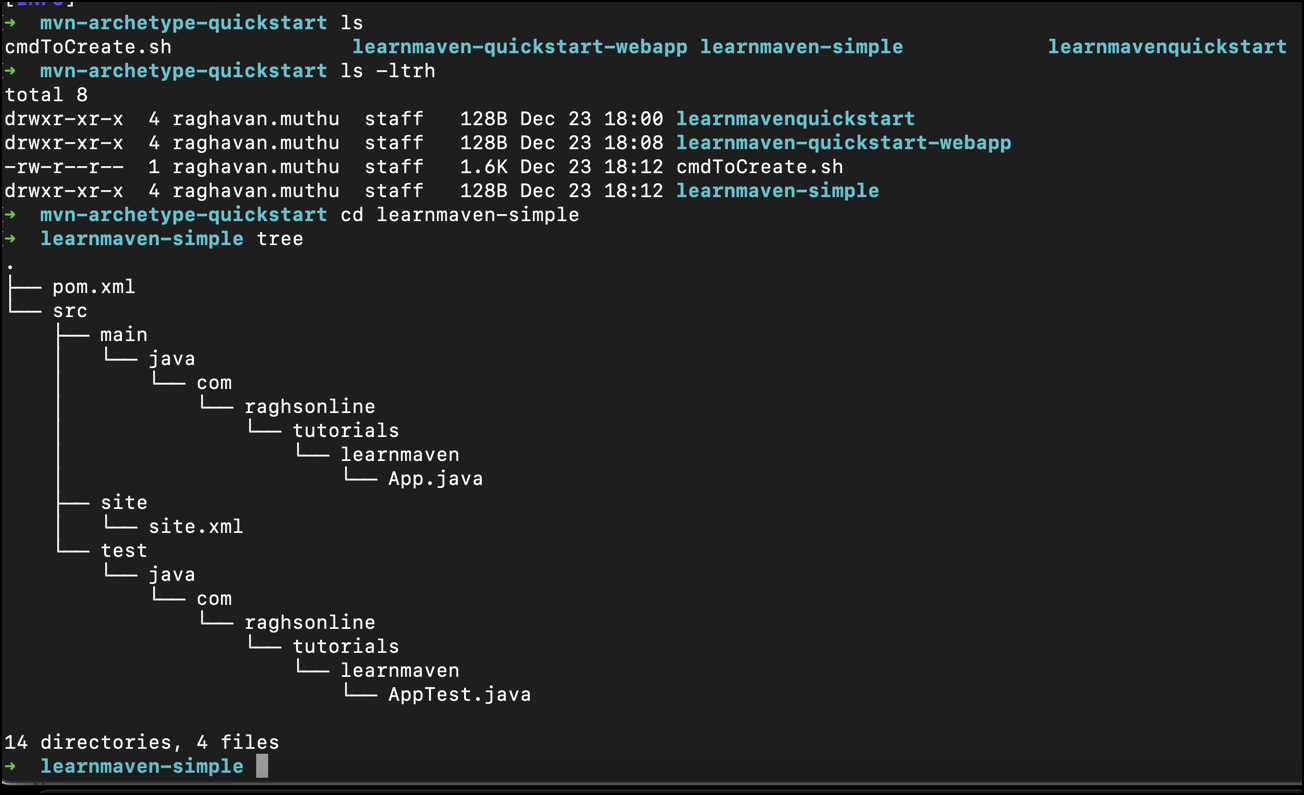 [INFO]
➜  mvn-archetype-quickstart ls
cmdToCreate.sh               learnmaven-quickstart-webapp learnmaven-simple            learnmavenquickstart
➜  mvn-archetype-quickstart ls -ltrh
total 8
drwxr-xr-x  4 raghavan.muthu  staff   128B Dec 23 18:00 learnmavenquickstart
drwxr-xr-x  4 raghavan.muthu  staff   128B Dec 23 18:08 learnmaven-quickstart-webapp
-rw-r--r--  1 raghavan.muthu  staff   1.6K Dec 23 18:12 cmdToCreate.sh
drwxr-xr-x  4 raghavan.muthu  staff   128B Dec 23 18:12 learnmaven-simple
➜  mvn-archetype-quickstart cd learnmaven-simple
➜  learnmaven-simple tree
.
├── pom.xml
└── src
    ├── main
    │   └── java
    │       └── com
    │           └── raghsonline
    │               └── tutorials
    │                   └── learnmaven
    │                       └── App.java
    ├── site
    │   └── site.xml
    └── test
        └── java
            └── com
                └── raghsonline
                    └── tutorials
                        └── learnmaven
                            └── AppTest.java

14 directories, 4 files
➜  learnmaven-simple